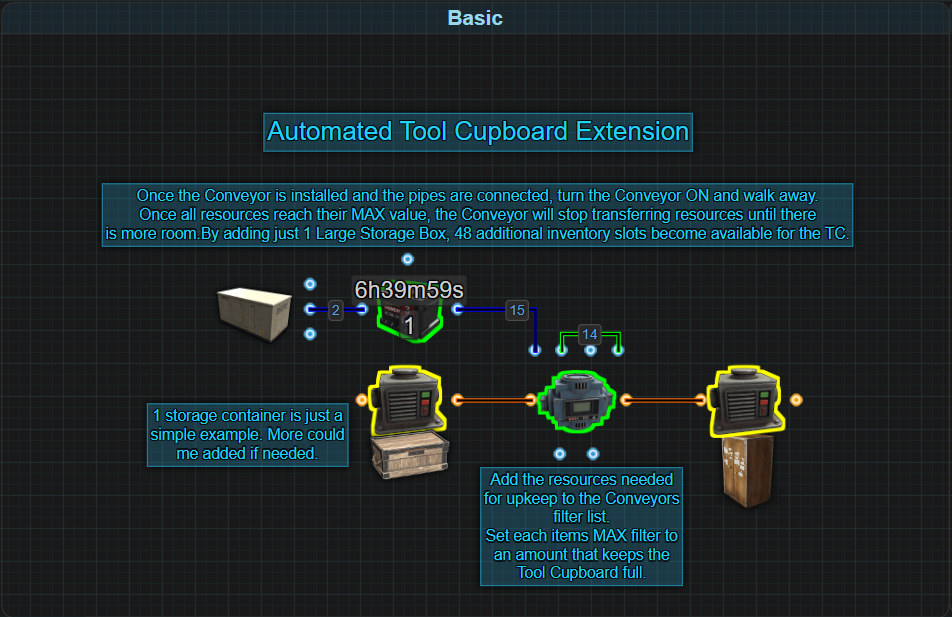 Basic
Automated Tool Cupboard Extension
Once the Conveyor is installed and the pipes are connected, turn the Conveyor ON and walk away.
Once all resources reach their MAX value, the Conveyor will stop transferring resources until there
is more room.By adding just 1 Large Storage Box, 48 additional inventory slots become available for the TC.
6h39m59s
2
1
15
14
1 storage container is just a
simple example. More could
me added if needed.
Add the resources needed
for upkeep to the Conveyors
filter list.
Set each items MAX filter to
an amount that keeps the
Tool Cupboard full.